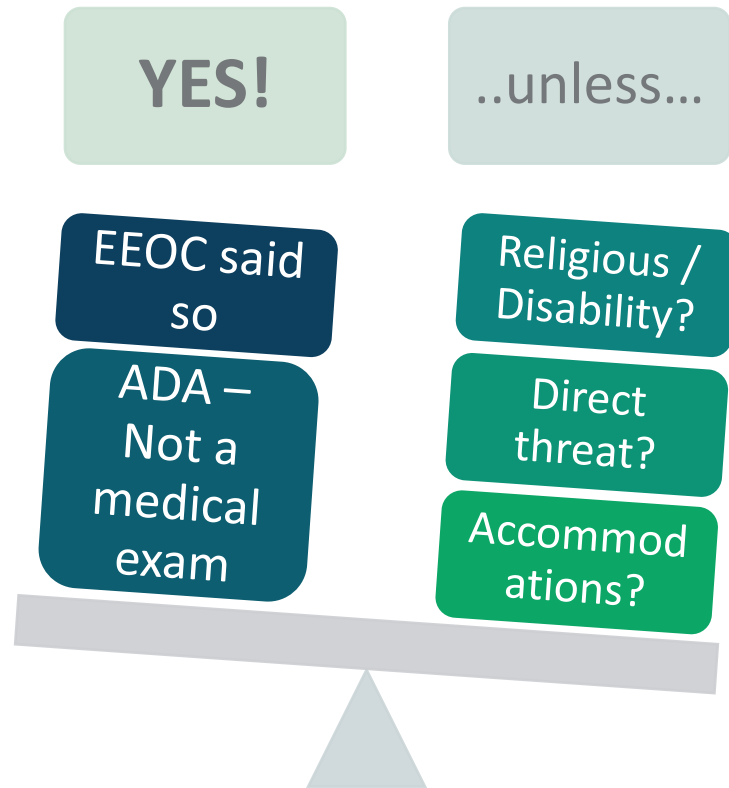 YES!
..unless…
EEOC said
so
ADA –
Not a
medical
exam
Religious /
Disability?
Direct
threat?
Accommod
ations?